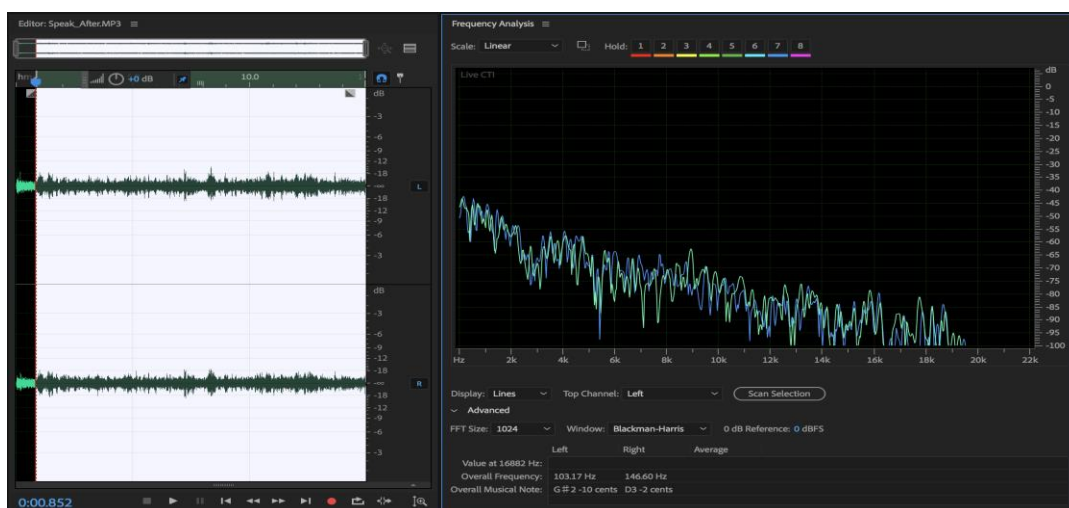 Editor: Speak_After.MP3
hms
+0 dB
10.0
dB
-3
-6
-9
-12
-18
-∞
-18
-12
-9
-6
-3
L
dB
-3
-6
-9
-12
-18
-∞
-18
-12
-9
-6
-3
R
0:00.852
Frequency Analysis
Scale: Linear
Hold: 1 2 3 4 5 6 7 8
Live CTI
dB
0
-5
-10
-15
-20
-25
-30
-35
-40
-45
-50
-55
-60
-65
-70
-75
-80
-85
-90
-95
-100
Hz 2k 4k 6k 8k 10k 12k 14k 16k 18k 20k 22k
Display: Lines Top Channel: Left Scan Selection
Advanced
FFT Size: 1024 Window: Blackman-Harris 0 dB Reference: 0 dBFS
Left Right Average
Value at 16882 Hz:
Overall Frequency: 103.17 Hz 146.60 Hz
Overall Musical Note: G#2 -10 cents D3 -2 cents